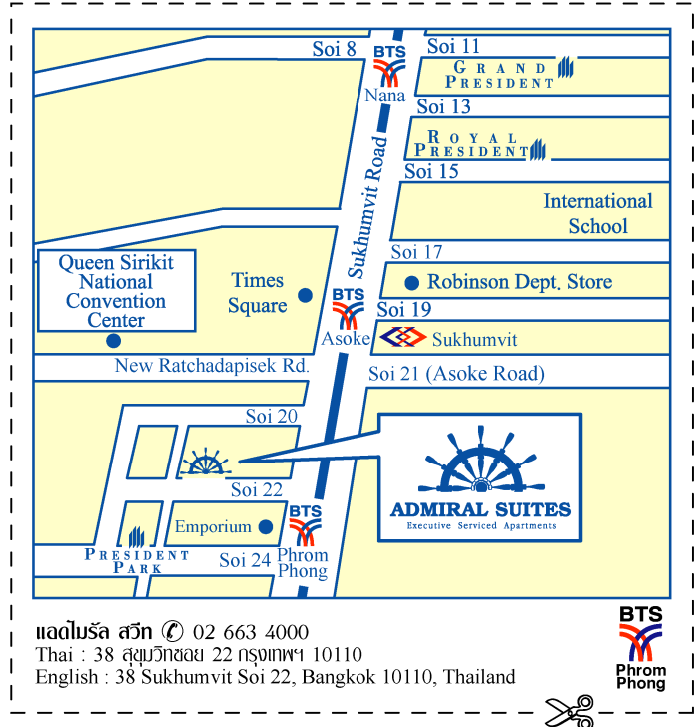 Soi 8
BTS
Nana
Soi 11
GRAND
PRESIDENT
Soi 13
ROYAL
PRESIDENT
Soi 15
Sukhumvit Road
International
School
Soi 17
Queen Sirikit
National
Convention
Center
Times
Square
BTS
Asoke
Robinson Dept. Store
Soi 19
Sukhumvit
New Ratchadapisek Rd.
Soi 21 (Asoke Road)
Soi 20
ADMIRAL SUITES
Executive Serviced Apartments
Soi 22
Emporium
BTS
Phrom
Phong
PRESIDENT
PARK
Soi 24
แอดไมรัล สวีท 02 663 4000
Thai : 38 สุขุมวิทซอย 22 กรุงเทพฯ 10110
English : 38 Sukhumvit Soi 22, Bangkok 10110, Thailand
BTS
Phrom
Phong